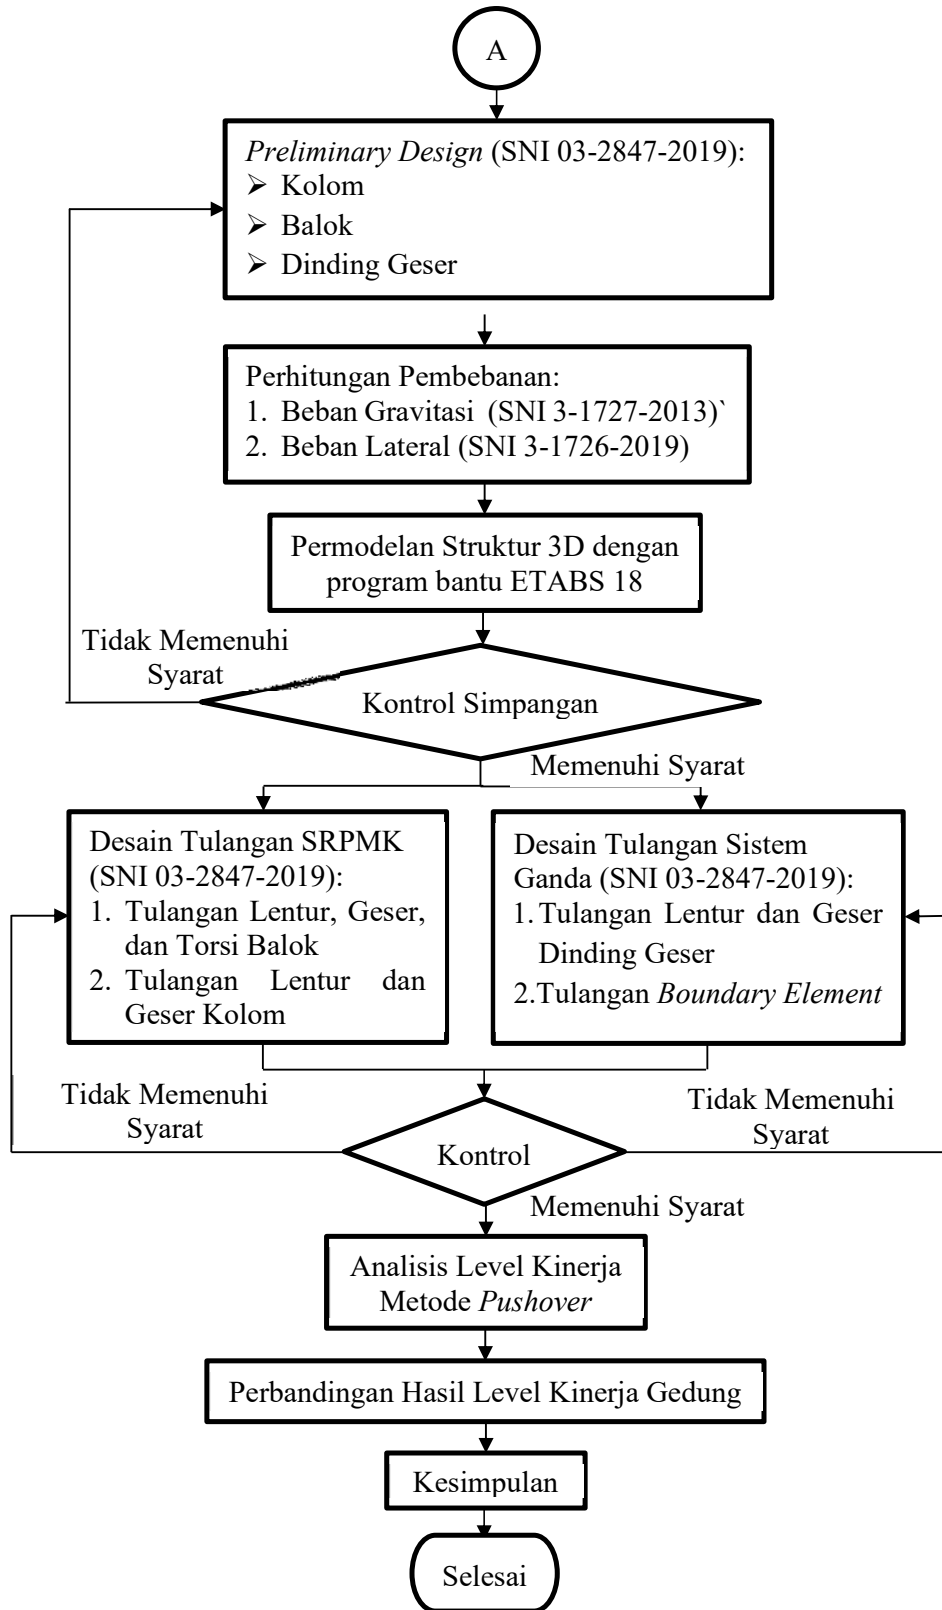 A
Preliminary Design (SNI 03-2847-2019):
➢ Kolom
➢ Balok
➢ Dinding Geser
Perhitungan Pembebanan:
1. Beban Gravitasi (SNI 3-1727-2013)`
2. Beban Lateral (SNI 3-1726-2019)
Permodelan Struktur 3D dengan
program bantu ETABS 18
Tidak Memenuhi
Syarat
Kontrol Simpangan
Memenuhi Syarat
Desain Tulangan SRPMK
(SNI 03-2847-2019):
1. Tulangan Lentur, Geser,
dan Torsi Balok
2. Tulangan Lentur dan
Geser Kolom
Desain Tulangan Sistem
Ganda (SNI 03-2847-2019):
1. Tulangan Lentur dan Geser
Dinding Geser
2.Tulangan Boundary Element
Tidak Memenuhi
Syarat
Kontrol
Tidak Memenuhi
Syarat
Memenuhi Syarat
Analisis Level Kinerja
Metode Pushover
Perbandingan Hasil Level Kinerja Gedung
Kesimpulan
Selesai